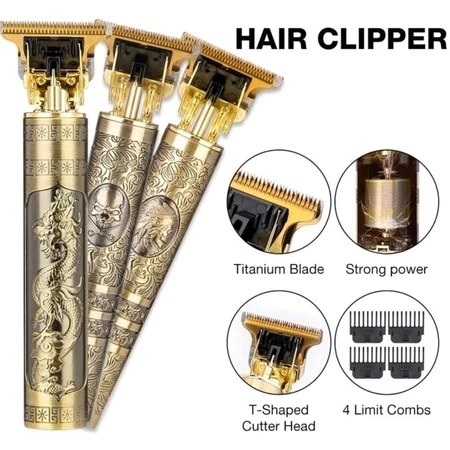 HAIR CLIPPER
Titanium Blade
Strong power
T-Shaped
Cutter Head
4 Limit Combs